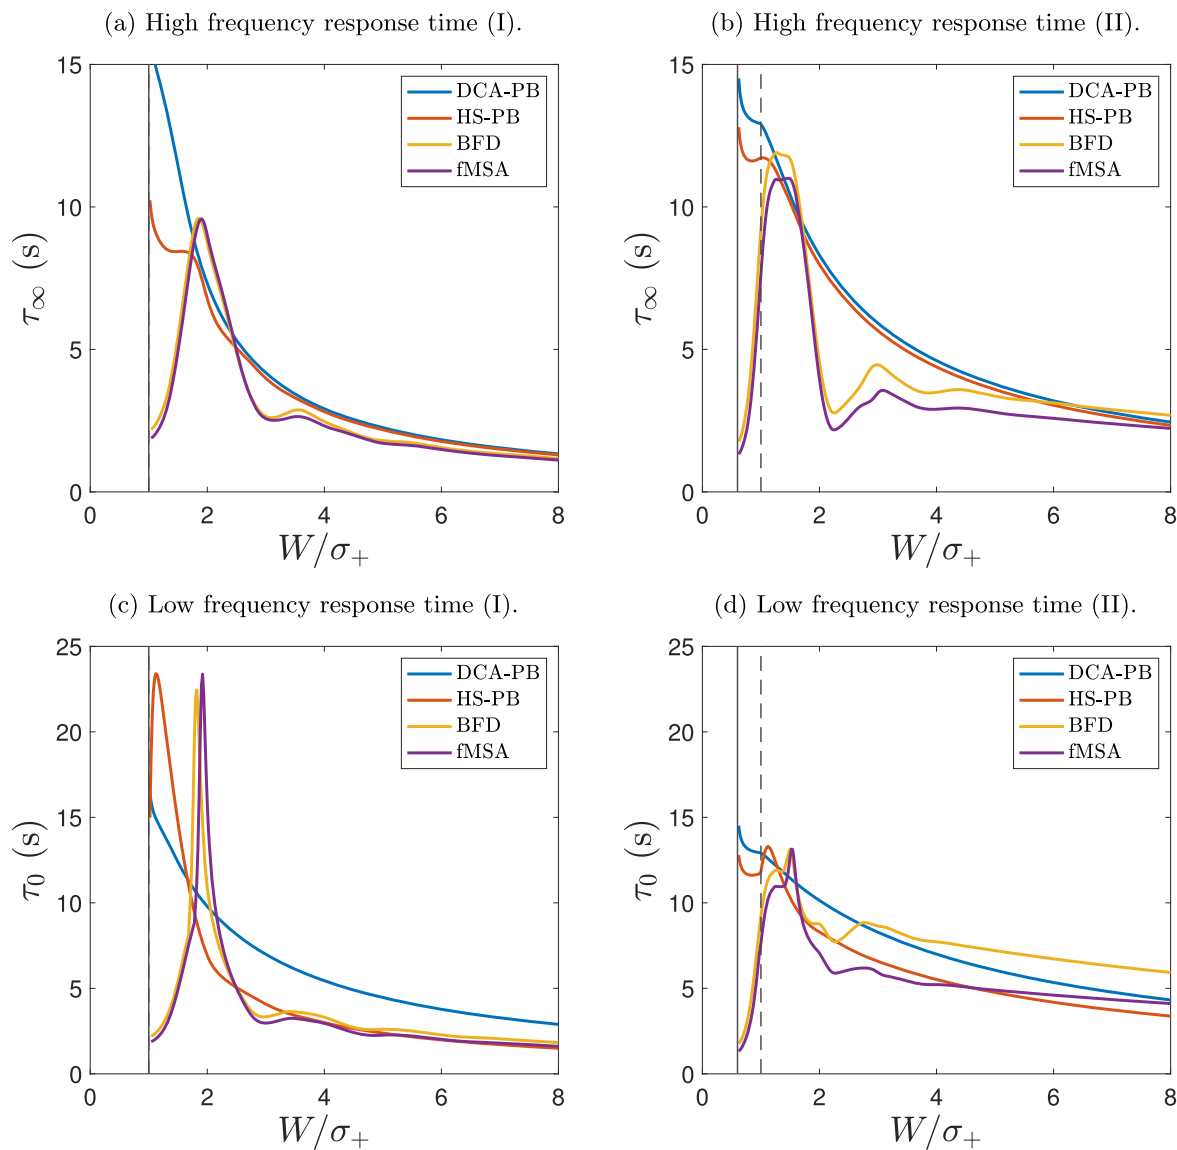 (a) High frequency response time (I).
15
10
5
0
0 2 4 6 8
τ∞ (s)
W/σ+
DCA-PB
HS-PB
BFD
fMSA
(b) High frequency response time (II).
15
10
5
0
0 2 4 6 8
τ∞ (s)
W/σ+
DCA-PB
HS-PB
BFD
fMSA
(c) Low frequency response time (I).
25
20
15
10
5
0
0 2 4 6 8
τ0 (s)
W/σ+
DCA-PB
HS-PB
BFD
fMSA
(d) Low frequency response time (II).
25
20
15
10
5
0
0 2 4 6 8
τ0 (s)
W/σ+
DCA-PB
HS-PB
BFD
fMSA